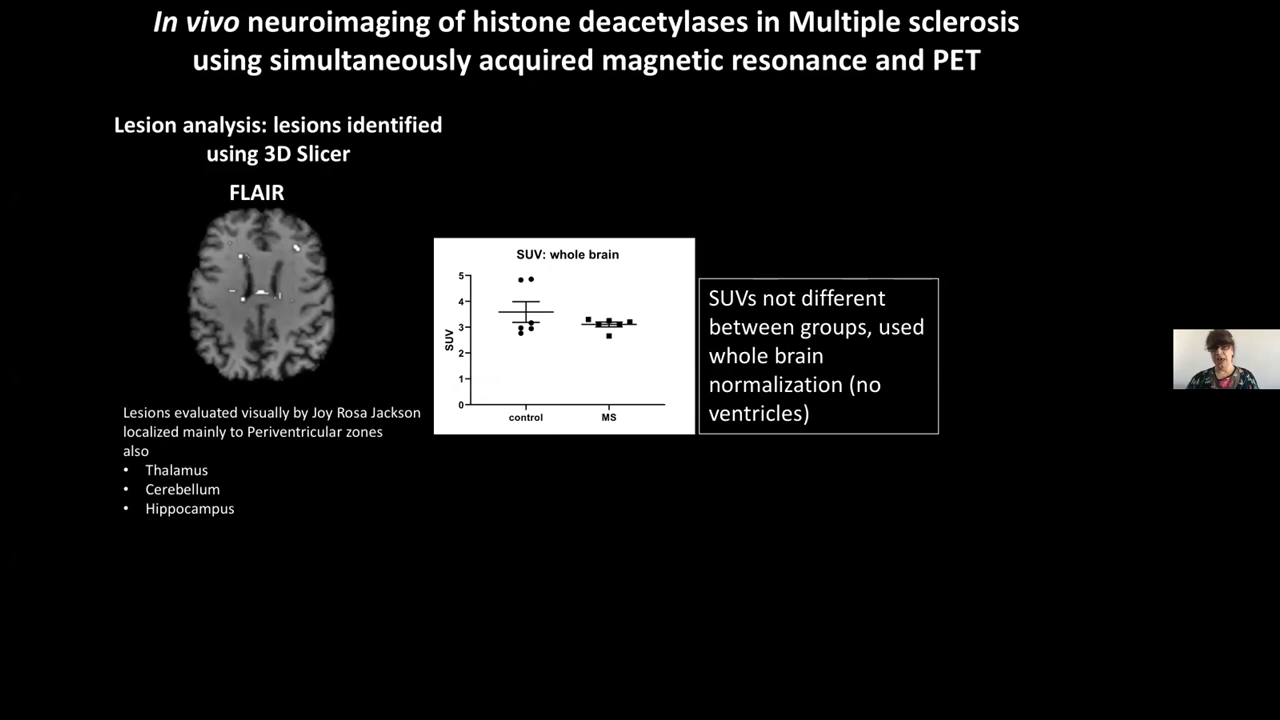 In vivo neuroimaging of histone deacetylases in Multiple sclerosis
using simultaneously acquired magnetic resonance and PET
Lesion analysis: lesions identified
using 3D Slicer
FLAIR
Lesions evaluated visually by Joy Rosa Jackson
localized mainly to Periventricular zones
also
• Thalamus
• Cerebellum
• Hippocampus
SUV: whole brain
SUV
5
4
3
2
1
0
control
MS
SUVs not different
between groups, used
whole brain
normalization (no
ventricles)